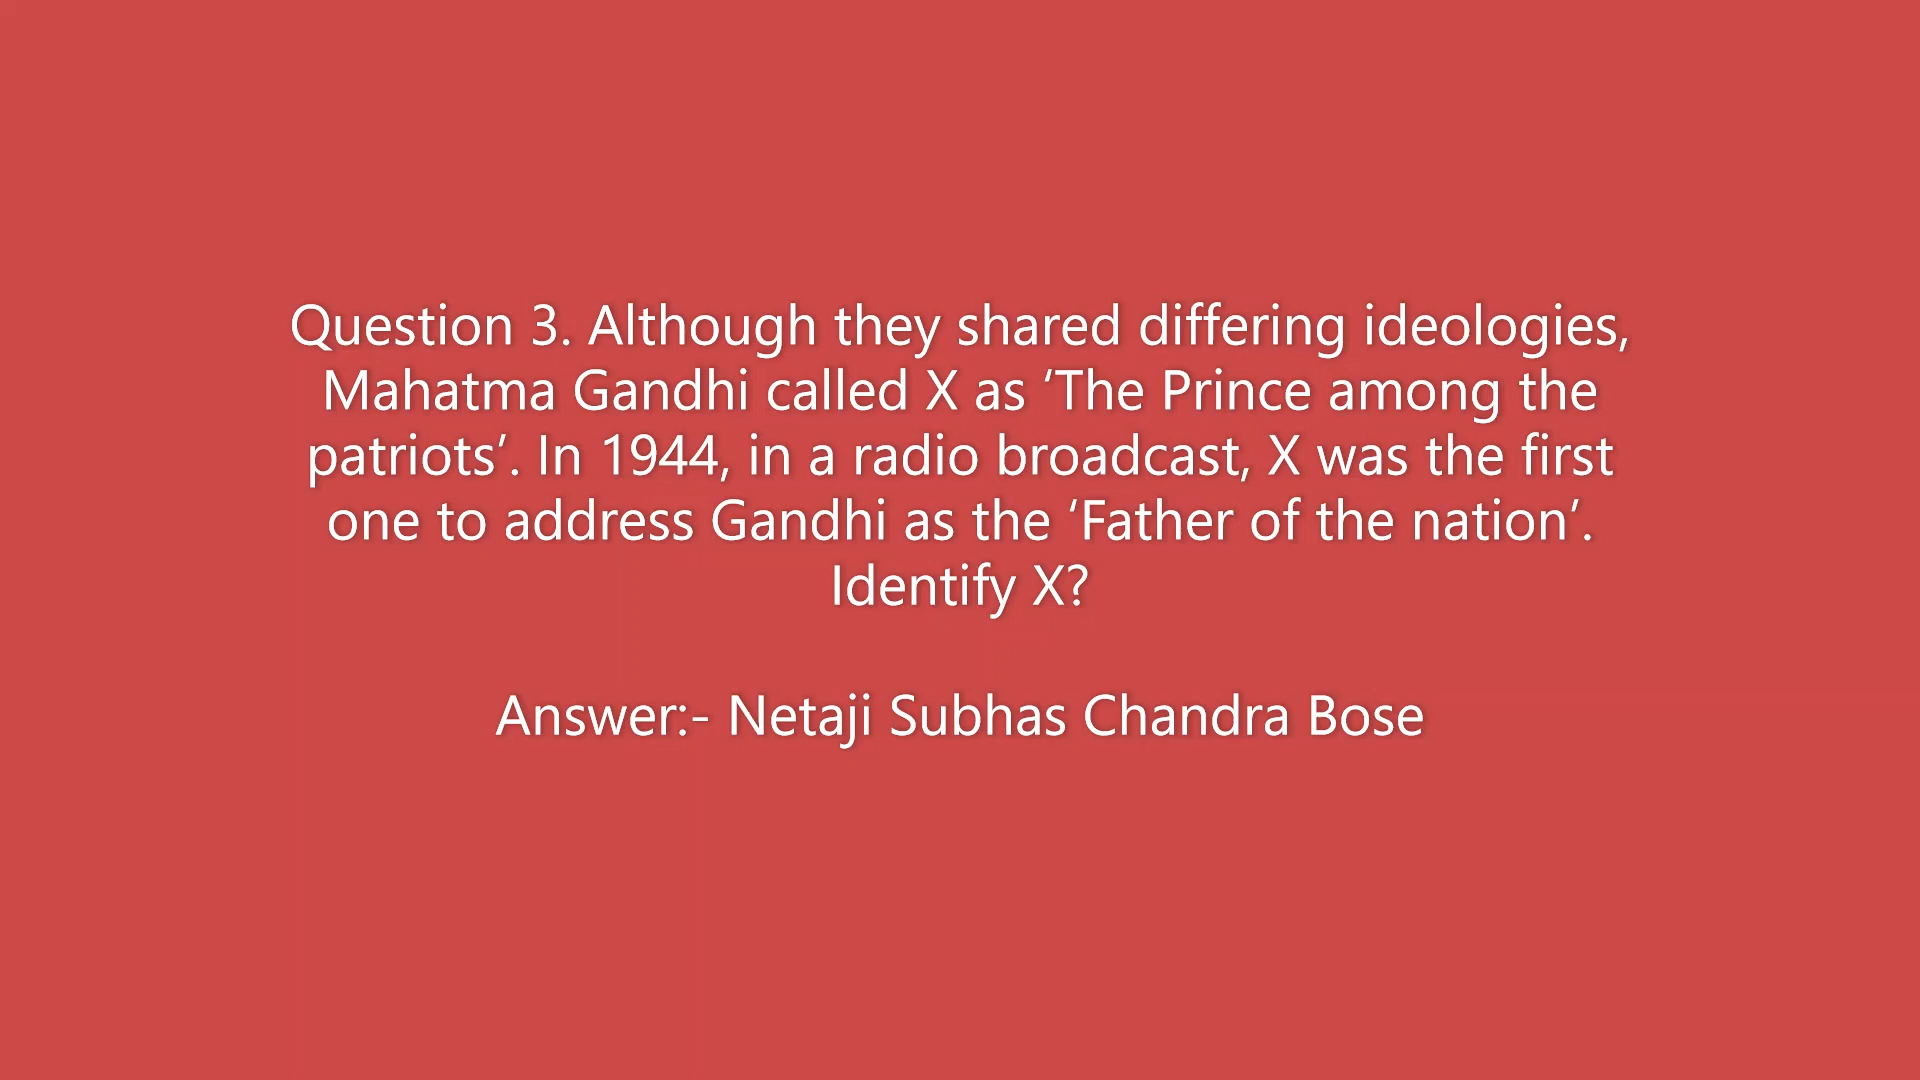 Question 3. Although they shared differing ideologies,
Mahatma Gandhi called X as ‘The Prince among the
patriots’. In 1944, in a radio broadcast, X was the first
one to address Gandhi as the ‘Father of the nation’.
Identify X?
Answer:- Netaji Subhas Chandra Bose